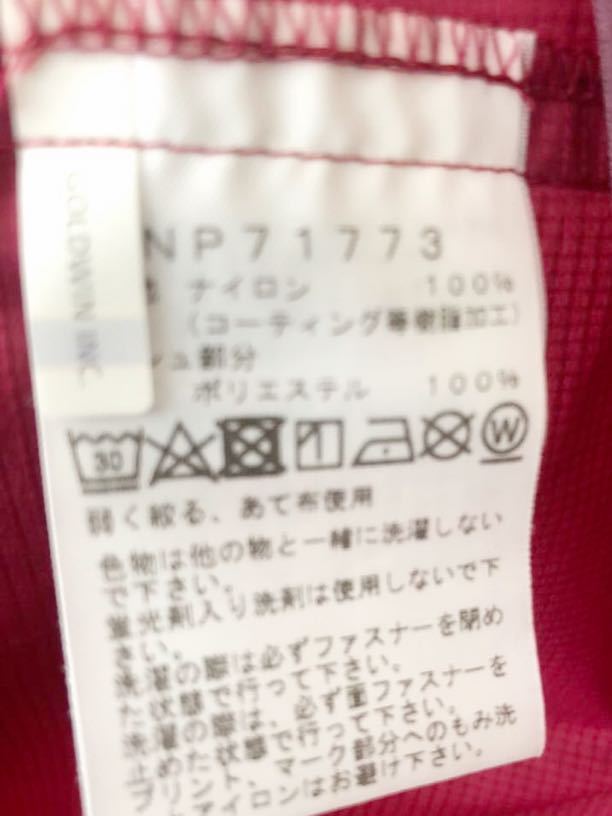 GOLDWIN INC.
NP71773
ナイロン 100%
(コーティング等樹脂加工)
シュ部分
ポリエステル 100%
30
W
弱く絞る、あて布使用
色物は他の物と一緒に洗濯しない
で下さい。
蛍光剤入り洗剤は使用しないで下
さい。
洗濯の際は必ずファスナーを閉め
た状態で行って下さい。
洗濯の際は、必ず面ファスナーを
止めた状態で行って下さい。
プリント、マーク部分へのもみ洗
アイロンはお避け下さい。